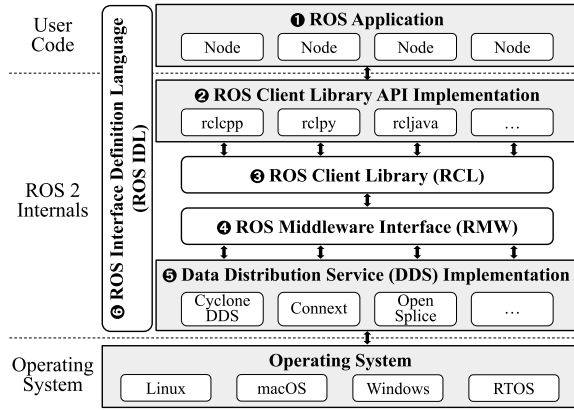 User
Code
❶ ROS Application
Node Node Node Node
❻ ROS Interface Definition Language
(ROS IDL)
ROS 2
Internals
❷ ROS Client Library API Implementation
rclcpp rclpy rcljava ...
❸ ROS Client Library (RCL)
❹ ROS Middleware Interface (RMW)
❺ Data Distribution Service (DDS) Implementation
Cyclone
DDS
Connext
Open
Splice
...
Operating
System
Operating System
Linux macOS Windows RTOS